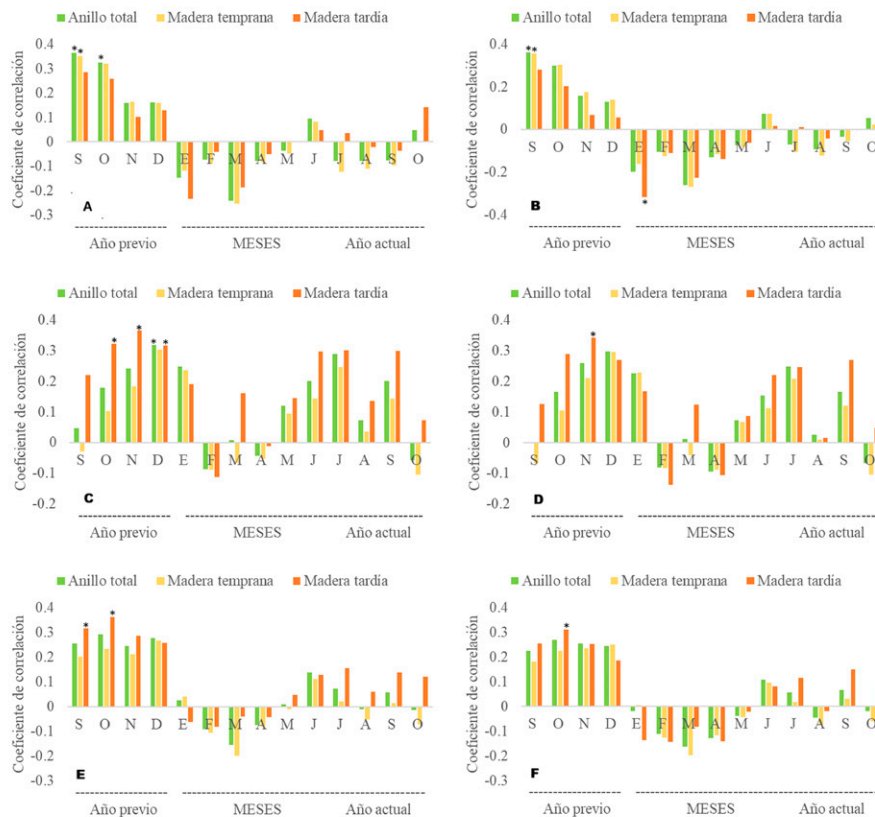 Anillo total Madera temprana Madera tardía
Coeficiente de correlación
0.4
0.3
0.2
0.1
0
-0.1
-0.2
-0.3
* * *
S O N D E F M A M J J A S O
A
Año previo MESES Año actual
Anillo total Madera temprana Madera tardía
Coeficiente de correlación
0.4
0.2
0
-0.2
-0.4
* * *
S O N D E F M A M J J A S O
B
Año previo MESES Año actual
Anillo total Madera temprana Madera tardía
Coeficiente de correlación
0.4
0.3
0.2
0.1
0
-0.1
-0.2
* * * *
S O N D E F M A M J J A S O
C
Año previo MESES Año actual
Anillo total Madera temprana Madera tardía
Coeficiente de correlación
0.4
0.3
0.2
0.1
0
-0.1
-0.2
*
S O N D E F M A M J J A S O
D
Año previo MESES Año actual
Anillo total Madera temprana Madera tardía
Coeficiente de correlación
0.4
0.3
0.2
0.1
0
-0.1
-0.2
-0.3
* *
S O N D E F M A M J J A S O
E
Año previo MESES Año actual
Anillo total Madera temprana Madera tardía
Coeficiente de correlación
0.4
0.3
0.2
0.1
0
-0.1
-0.2
-0.3
*
S O N D E F M A M J J A S O
F
Año previo MESES Año actual